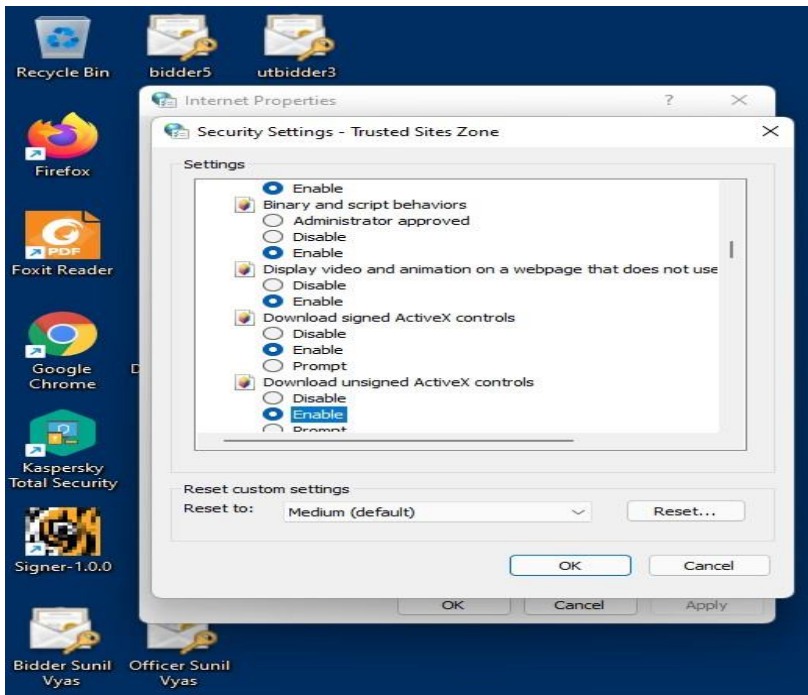 Recycle Bin
bidder5
utbidder3
Internet Properties
?
Security Settings - Trusted Sites Zone
Firefox
Settings
Enable
Binary and script behaviors
Administrator approved
Disable
Enable
PDF
Foxit Reader
Display video and animation on a webpage that does not use
Disable
Enable
Download signed ActiveX controls
Disable
Enable
Prompt
Google
Chrome
D
Download unsigned ActiveX controls
Disable
Enable
Prompt
Kaspersky
Total Security
Reset custom settings
Reset to:
Medium (default)
Reset...
Signer-1.0.0
OK
Cancel
OK
Cancel
Apply
Bidder Sunil
Vyas
Officer Sunil
Vyas